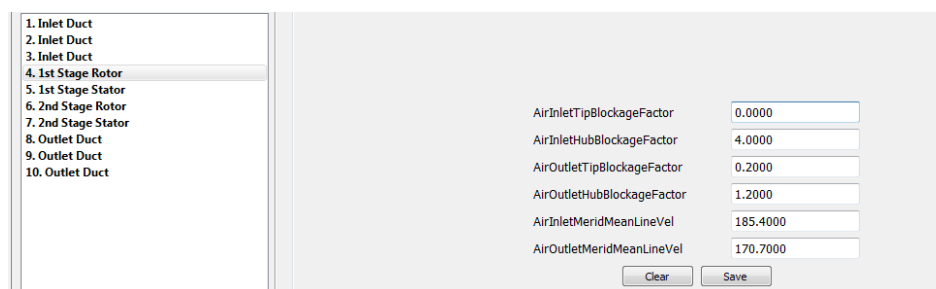 1. Inlet Duct
2. Inlet Duct
3. Inlet Duct
4. 1st Stage Rotor
5. 1st Stage Stator
6. 2nd Stage Rotor
7. 2nd Stage Stator
8. Outlet Duct
9. Outlet Duct
10. Outlet Duct
AirInletTipBlockageFactor 0.0000
AirInletHubBlockageFactor 4.0000
AirOutletTipBlockageFactor 0.2000
AirOutletHubBlockageFactor 1.2000
AirInletMeridMeanLineVel 185.4000
AirOutletMeridMeanLineVel 170.7000
Clear Save